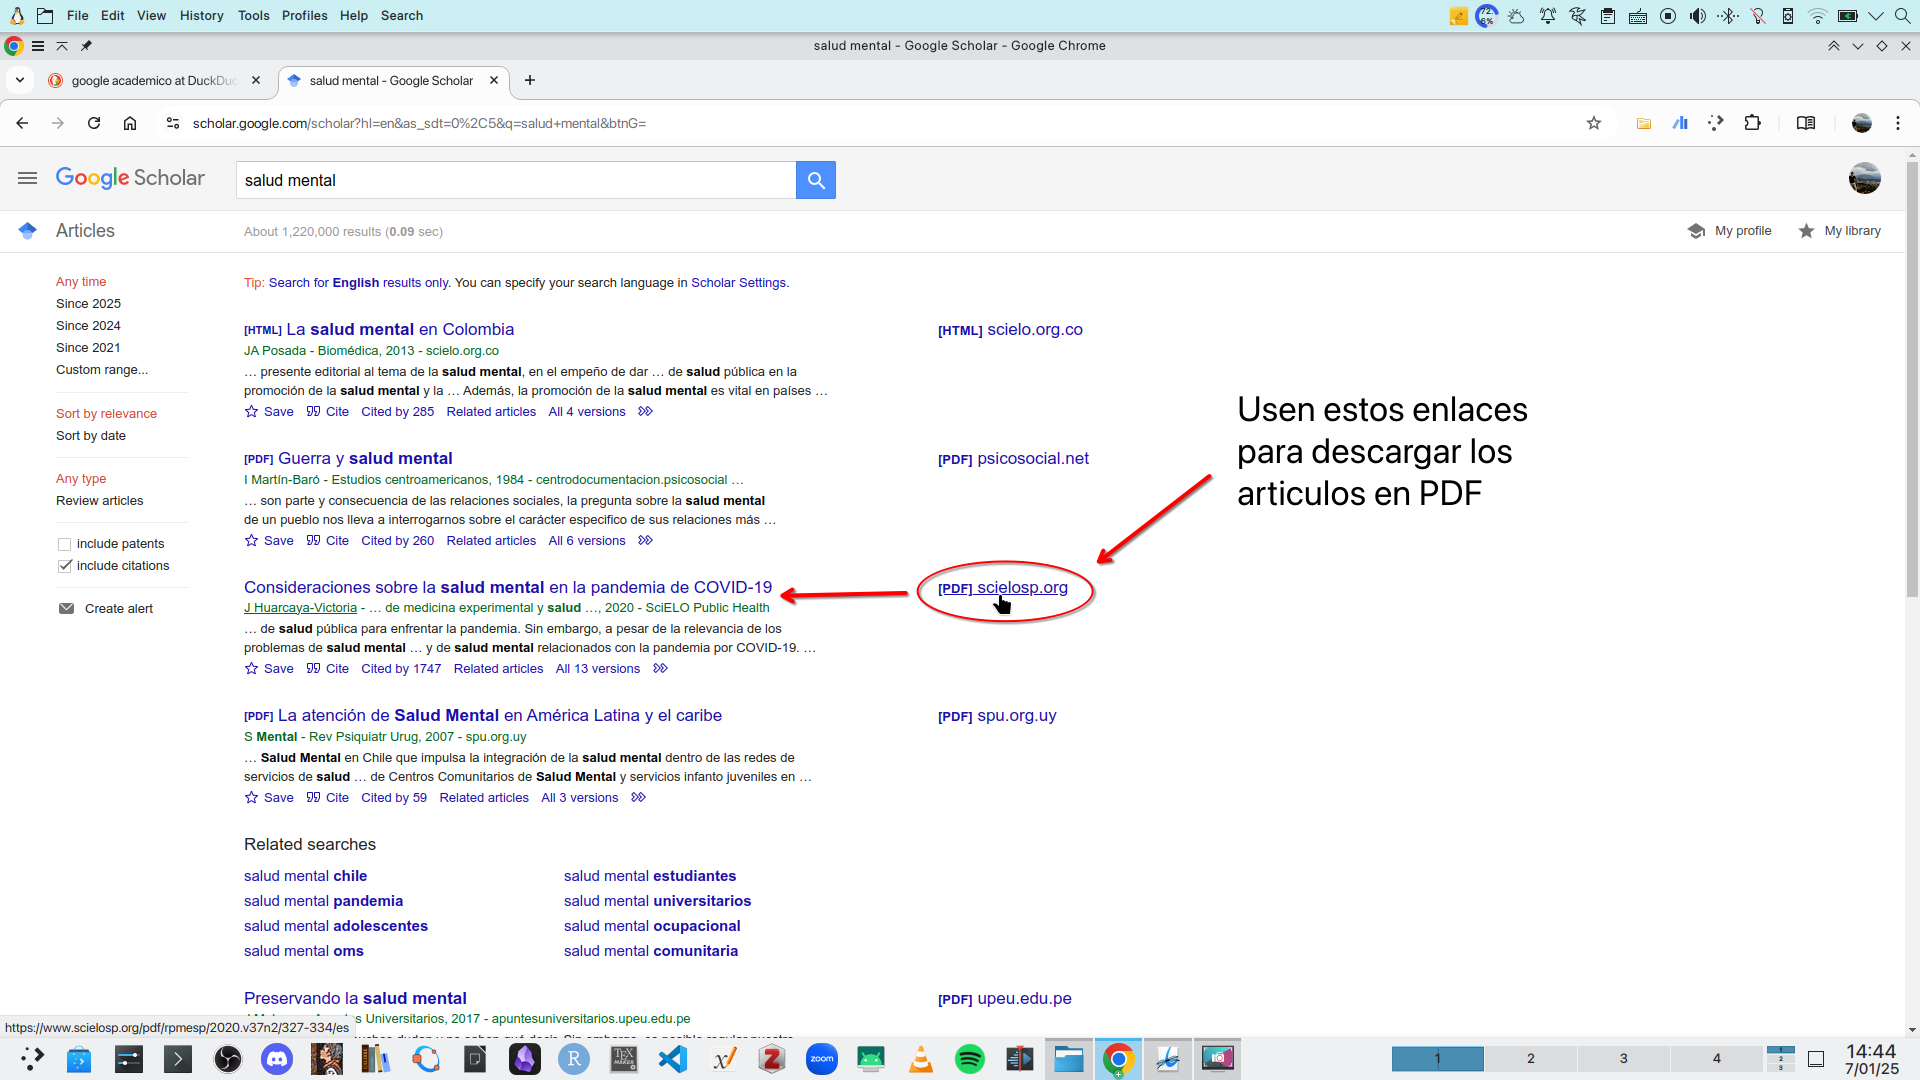 File Edit View History Tools Profiles Help Search
72.
6%
salud mental - Google Scholar - Google Chrome
google academico at DuckDuc
salud mental - Google Scholar
scholar.google.com/scholar?hl=en&as_sdt=0%2C5&q=salud+mental&btnG=
Google Scholar
salud mental
Articles
About 1,220,000 results (0.09 sec)
My profile
My library
Any time
Since 2025
Since 2024
Since 2021
Custom range...
Sort by relevance
Sort by date
Any type
Review articles
include patents
include citations
Create alert
Tip: Search for English results only. You can specify your search language in Scholar Settings.
[HTML] La salud mental en Colombia
JA Posada - Biomédica, 2013 - scielo.org.co
… presente editorial al tema de la salud mental, en el empeño de dar … de salud pública en la
promoción de la salud mental y la … Además, la promoción de la salud mental es vital en países …
Save Cite Cited by 285 Related articles All 4 versions
[HTML] scielo.org.co
[PDF] Guerra y salud mental
I Martín-Baró - Estudios centroamericanos, 1984 - centrodocumentacion.psicosocial …
… son parte y consecuencia de las relaciones sociales, la pregunta sobre la salud mental
de un pueblo nos lleva a interrogarnos sobre el carácter especifico de sus relaciones más …
Save Cite Cited by 260 Related articles All 6 versions
[PDF] psicosocial.net
Usen estos enlaces
para descargar los
articulos en PDF
Consideraciones sobre la salud mental en la pandemia de COVID-19
J Huarcaya-Victoria - … de medicina experimental y salud …, 2020 - SciELO Public Health
… de salud pública para enfrentar la pandemia. Sin embargo, a pesar de la relevancia de los
problemas de salud mental … y de salud mental relacionados con la pandemia por COVID-19. …
Save Cite Cited by 1747 Related articles All 13 versions
[PDF] scielosp.org
[PDF] La atención de Salud Mental en América Latina y el caribe
S Mental - Rev Psiquiatr Urug, 2007 - spu.org.uy
… Salud Mental en Chile que impulsa la integración de la salud mental dentro de las redes de
servicios de salud … de Centros Comunitarios de Salud Mental y servicios infanto juveniles en …
Save Cite Cited by 59 Related articles All 3 versions
[PDF] spu.org.uy
Related searches
salud mental chile
salud mental estudiantes
salud mental pandemia
salud mental universitarios
salud mental adolescentes
salud mental ocupacional
salud mental oms
salud mental comunitaria
Preservando la salud mental
Universitarios, 2017 - apuntesuniversitarios.upeu.edu.pe
[PDF] upeu.edu.pe
https://www.scielosp.org/pdf/rpmesp/2020.v37n2/327-334/es
R
TEX
MAKER
Z
zoom
1 2 3 4
1
2
3
14:44
7/01/25